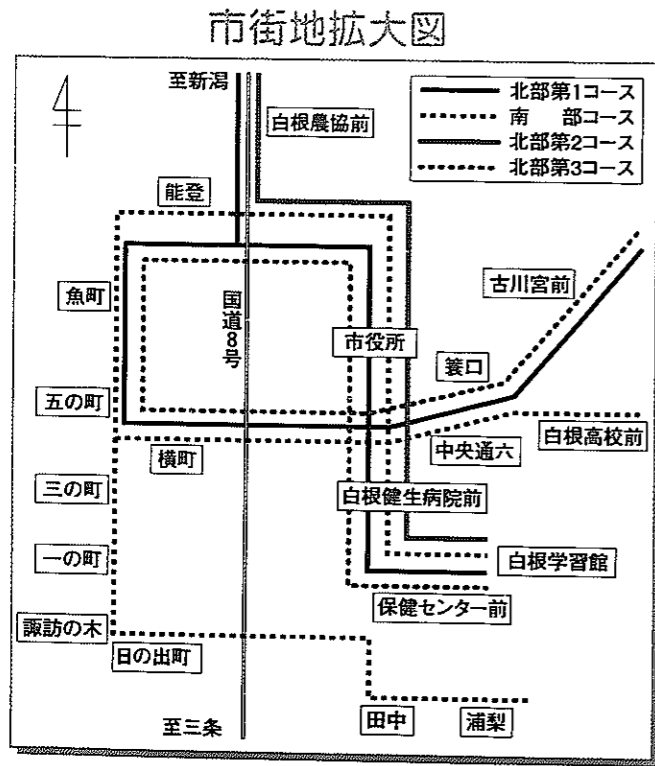 市街地拡大図
至新潟
白根農協前
北部第1コース
南　部コース
北部第2コース
北部第3コース
能登
魚町
国道8号
古川宮前
市役所
簔口
五の町
横町
中央通六
白根高校前
三の町
白根健生病院前
一の町
白根学習館
保健センター前
諏訪の木
日の出町
至三条
田中
浦梨